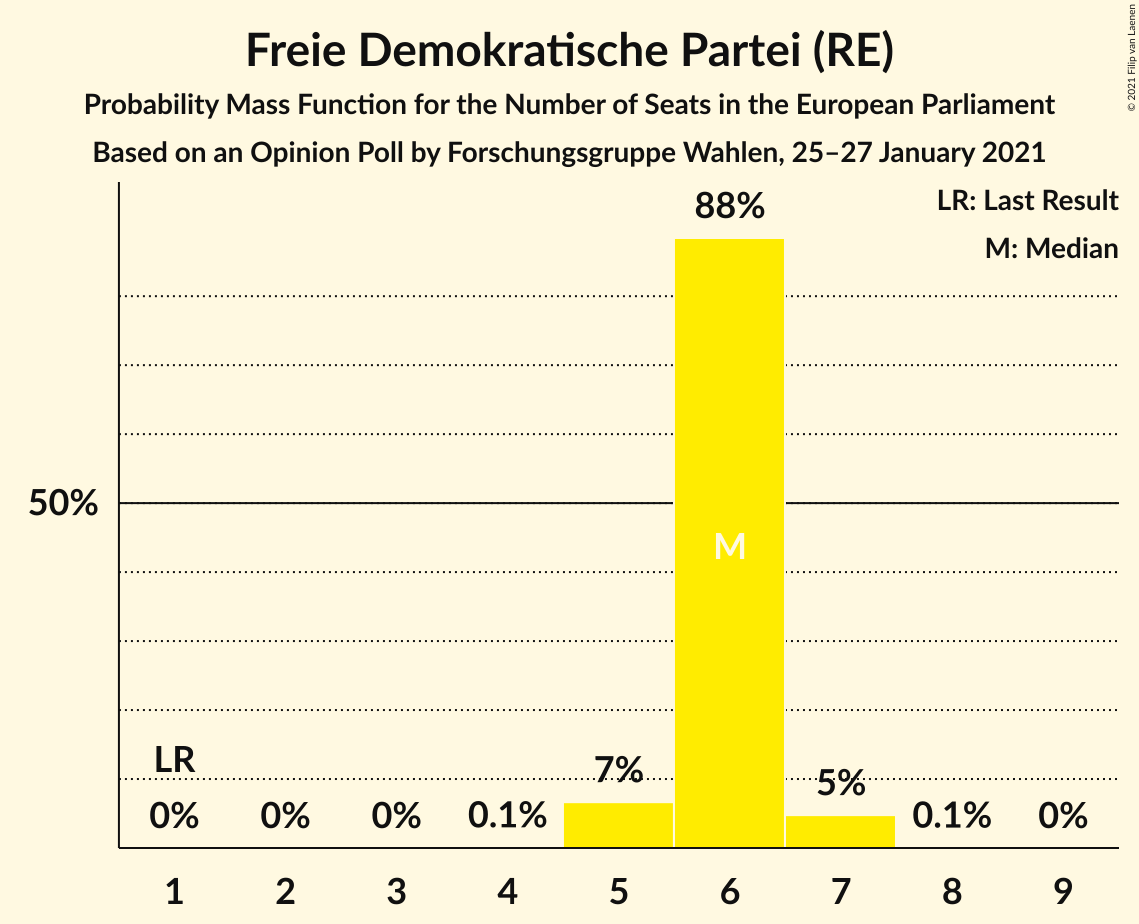 Freie Demokratische Partei (RE)
Probability Mass Function for the Number of Seats in the European Parliament
Based on an Opinion Poll by Forschungsgruppe Wahlen, 25–27 January 2021
© 2021 Filip van Laenen
LR: Last Result
M: Median
88%
50%
M
LR
7%
5%
0% 0% 0% 0.1% 0.1% 0%
1 2 3 4 5 6 7 8 9